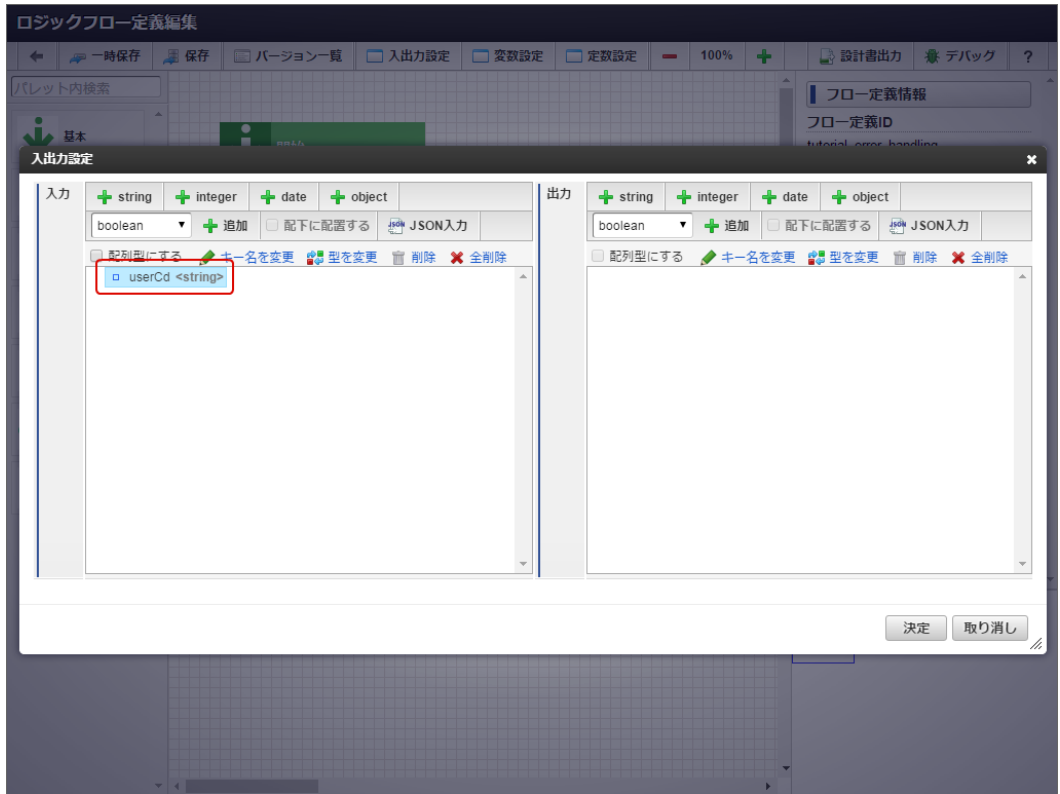 ロジックフロー定義編集
一時保存 保存 バージョン一覧 入出力設定 変数設定 定数設定 100% 設計書出力 デバッグ ?
パレット内検索
基本
フロー定義情報
フロー定義ID
tutorial_error_handling
入出力設定
入力
string integer date object
boolean 追加 配下に配置する JSON入力
配列型にする キー名を変更 型を変更 削除 全削除
userCd <string>
出力
string integer date object
boolean 追加 配下に配置する JSON入力
配列型にする キー名を変更 型を変更 削除 全削除
決定 取り消し